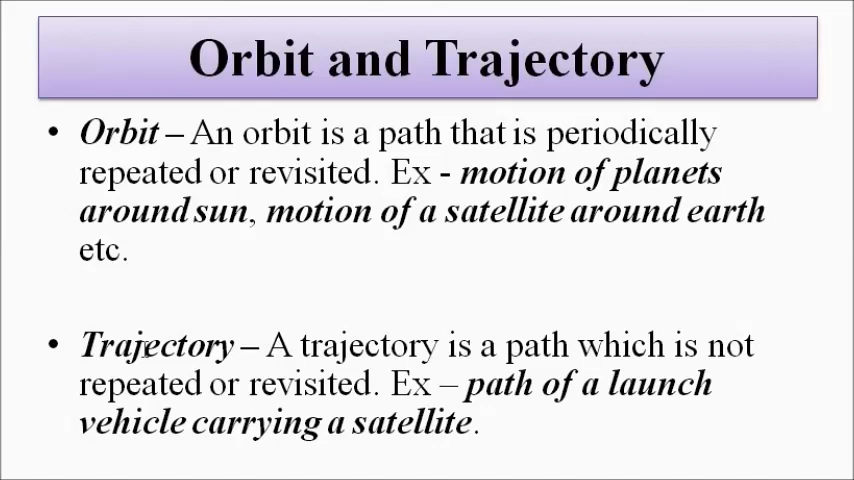 Orbit and Trajectory
• Orbit – An orbit is a path that is periodically
repeated or revisited. Ex - motion of planets
around sun, motion of a satellite around earth
etc.
• Trajectory – A trajectory is a path which is not
repeated or revisited. Ex – path of a launch
vehicle carrying a satellite.